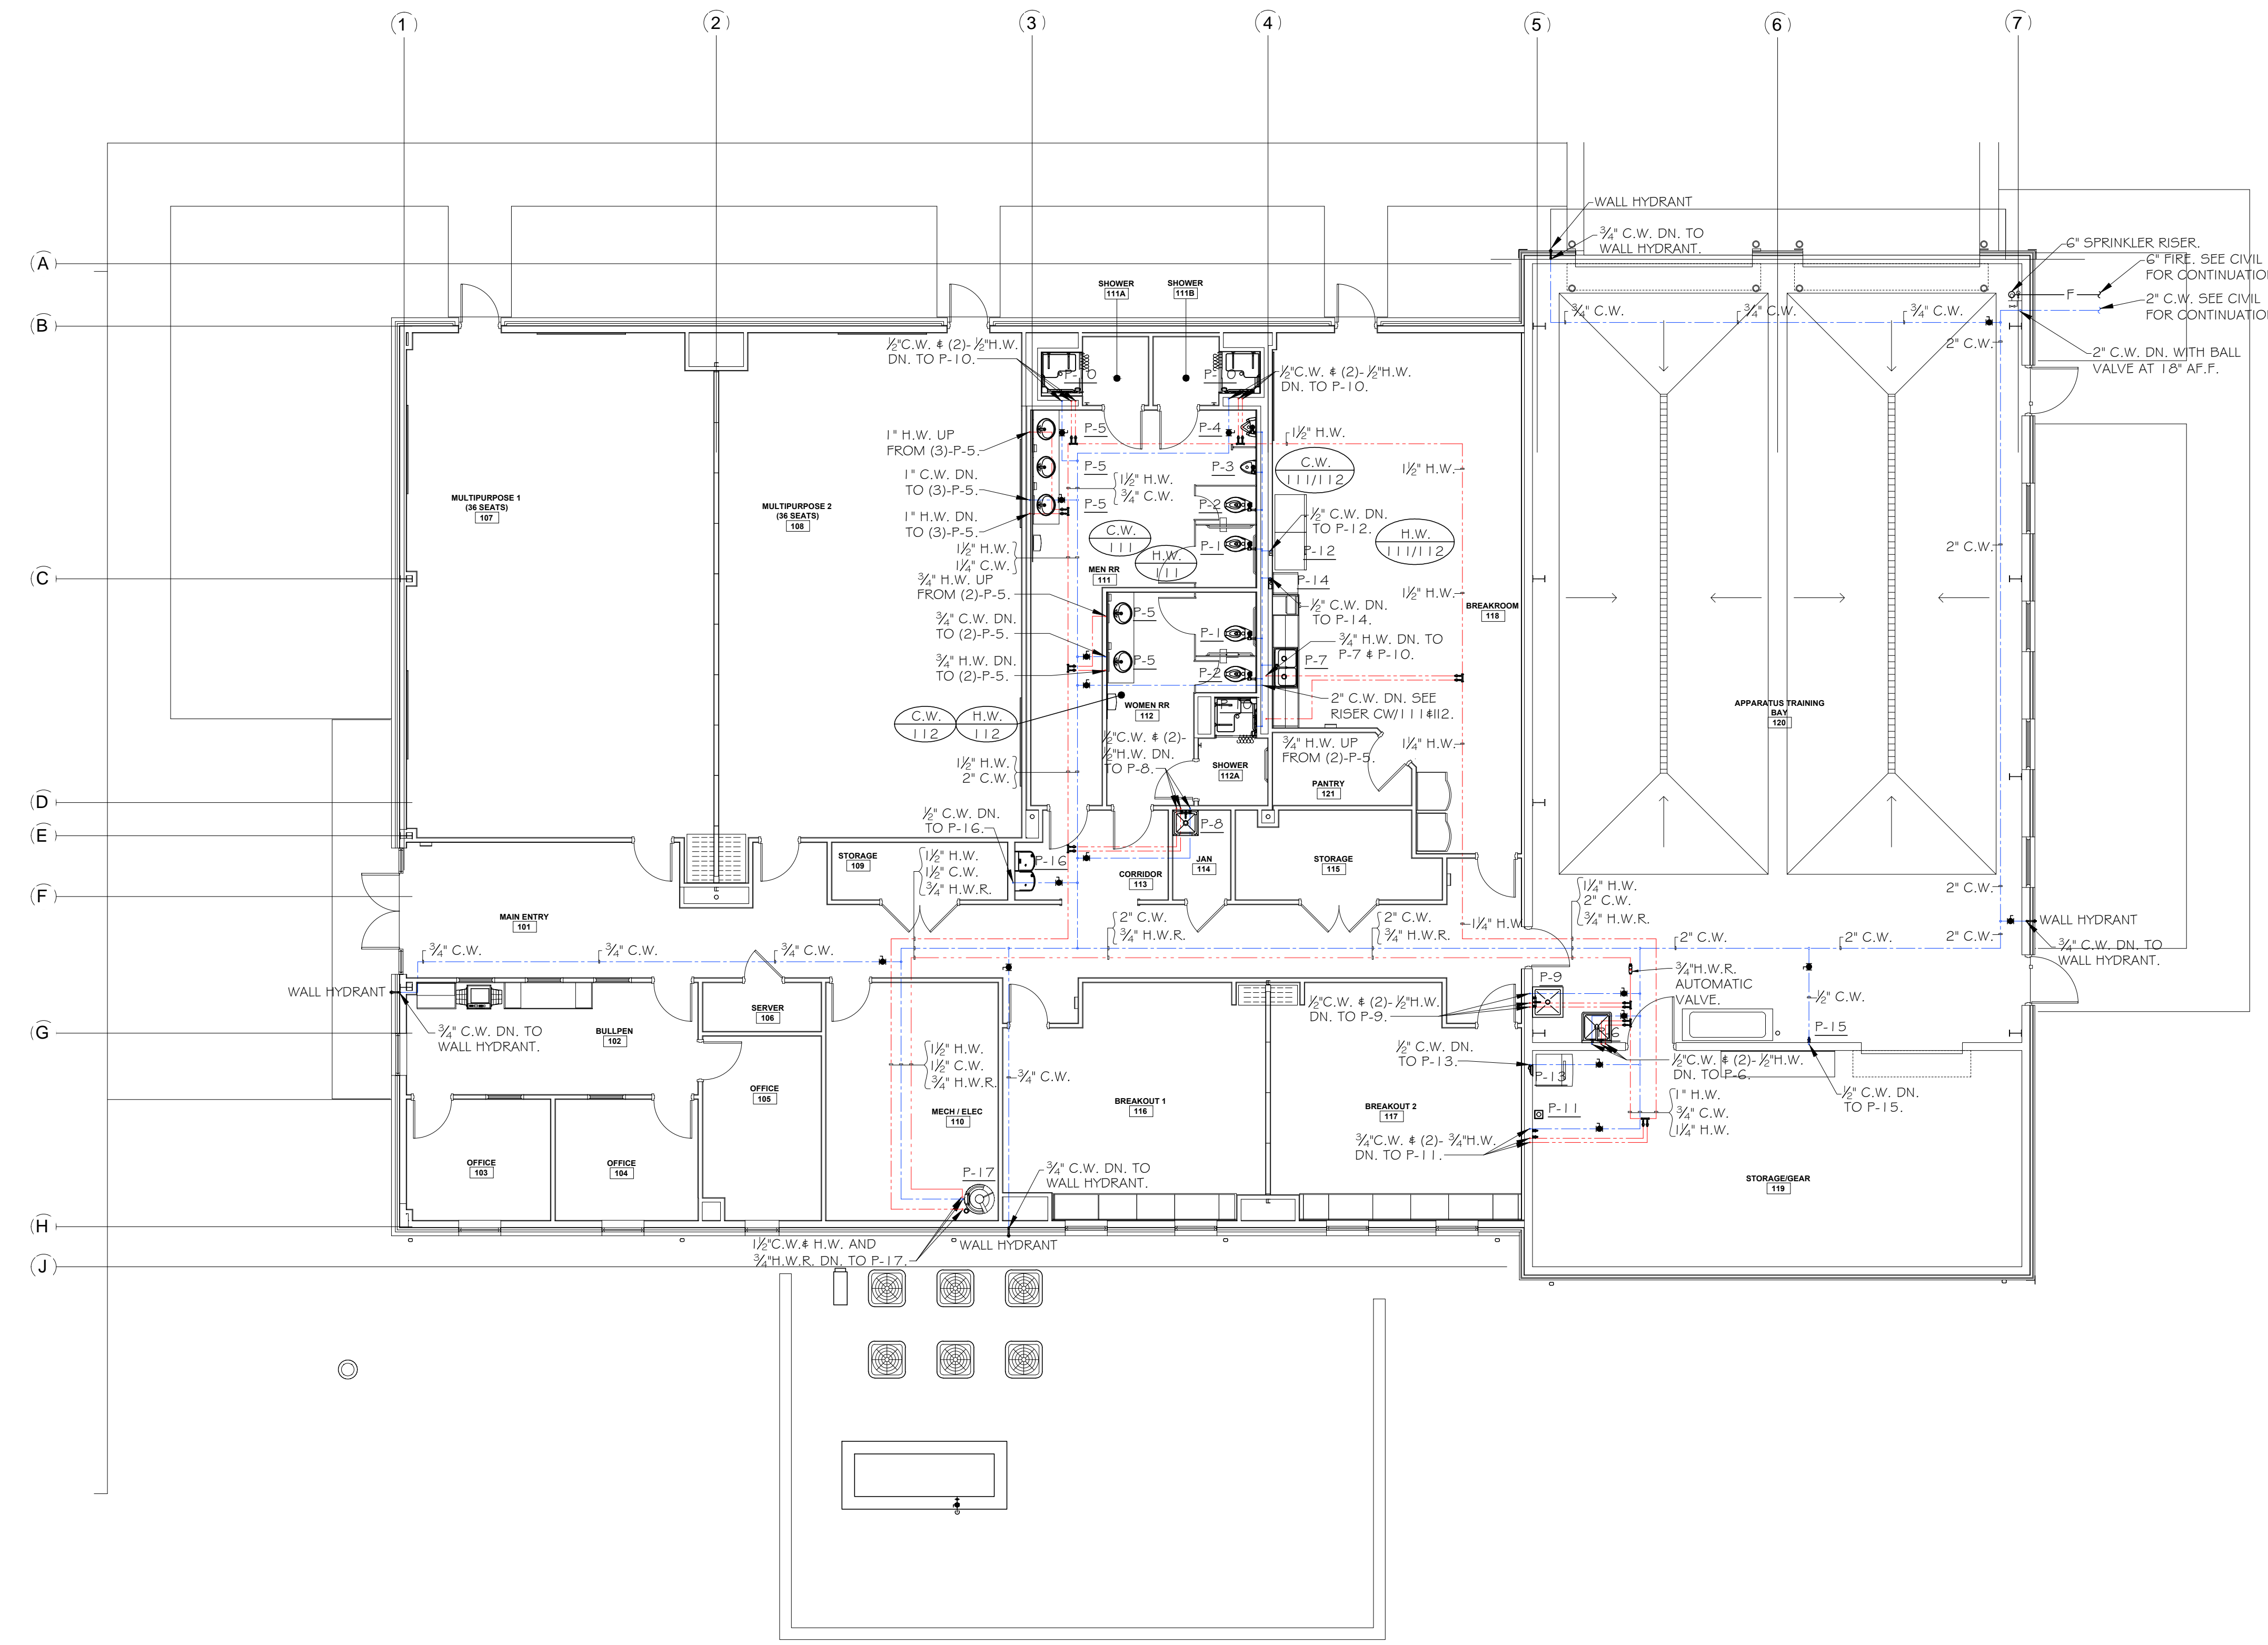 1
2
3
4
5
6
7
A
B
C
D
E
F
G
H
J
WALL HYDRANT
3/4" C.W. DN. TO
WALL HYDRANT.
6" SPRINKLER RISER.
6" FIRE. SEE CIVIL
FOR CONTINUATIO
F
2" C.W. SEE CIVIL
FOR CONTINUATIO
2" C.W. DN. WITH BALL
VALVE AT 18" AF.F.
3/4" C.W.
3/4" C.W.
3/4" C.W.
2" C.W.
SHOWER
111A
SHOWER
111B
1/2"C.W. & (2)- 1/2"H.W.
DN. TO P-10.
P-10
P-10
1/2"C.W. & (2)- 1/2"H.W.
DN. TO P-10.
1" H.W. UP
FROM (3)-P-5.
P-5
P-4
1 1/2" H.W.
1" C.W. DN.
TO (3)-P-5.
P-5
P-3
C.W.
111/112
1 1/2" H.W.
1 1/2" H.W.
3/4" C.W.
1" H.W. DN.
TO (3)-P-5.
P-5
P-2
1/2" C.W. DN.
TO P-12.
MULTIPURPOSE 1
(36 SEATS)
107
MULTIPURPOSE 2
(36 SEATS)
108
C.W.
111
P-1
P-12
H.W.
111/112
2" C.W.
1 1/2" H.W.
1 1/4" C.W.
H.W.
111
MEN RR
111
P-14
3/4" H.W. UP
FROM (2)-P-5.
1 1/2" H.W.
P-5
1/2" C.W. DN.
TO P-14.
BREAKROOM
118
3/4" C.W. DN.
TO (2)-P-5.
P-1
3/4" H.W. DN. TO
P-7 & P-10.
3/4" H.W. DN.
TO (2)-P-5.
P-5
P-2
P-7
2" C.W. DN. SEE
RISER CW/111&112.
C.W.
112
H.W.
112
WOMEN RR
112
P-10
APPARATUS TRAINING
BAY
120
1/2"C.W. & (2)-
1/2"H.W. DN.
TO P-8.
3/4" H.W. UP
FROM (2)-P-5.
1 1/4" H.W.
1 1/2" H.W.
2" C.W.
SHOWER
112A
PANTRY
121
1/2" C.W. DN.
TO P-16.
P-8
STORAGE
109
1 1/2" H.W.
1 1/2" C.W.
3/4" H.W.R.
P-16
JAN
114
STORAGE
115
CORRIDOR
113
1 1/4" H.W.
2" C.W.
3/4" H.W.R.
2" C.W.
MAIN ENTRY
101
2" C.W.
3/4" H.W.R.
2" C.W.
3/4" H.W.R.
1 1/4" H.W.
WALL HYDRANT
2" C.W.
2" C.W.
2" C.W.
3/4" C.W. DN. TO
WALL HYDRANT.
3/4" C.W.
3/4" C.W.
3/4" C.W.
WALL HYDRANT
3/4" C.W. DN. TO
WALL HYDRANT.
BULLPEN
102
SERVER
106
1/2"C.W. & (2)- 1/2"H.W.
DN. TO P-9.
P-9
3/4"H.W.R.
AUTOMATIC
VALVE.
1/2" C.W.
P-6
P-15
1 1/2" H.W.
1 1/2" C.W.
3/4" H.W.R.
3/4" C.W.
1/2" C.W. DN.
TO P-13.
P-13
1/2"C.W. & (2)- 1/2"H.W.
DN. TO P-6.
1/2" C.W. DN.
TO P-15.
OFFICE
105
MECH / ELEC
110
BREAKOUT 1
116
BREAKOUT 2
117
P-11
1" H.W.
3/4" C.W.
1 1/4" H.W.
3/4"C.W. & (2)- 3/4"H.W.
DN. TO P-11.
OFFICE
103
OFFICE
104
P-17
3/4" C.W. DN. TO
WALL HYDRANT.
STORAGE/GEAR
119
1 1/2"C.W.& H.W. AND
3/4"H.W.R. DN. TO P-17.
WALL HYDRANT